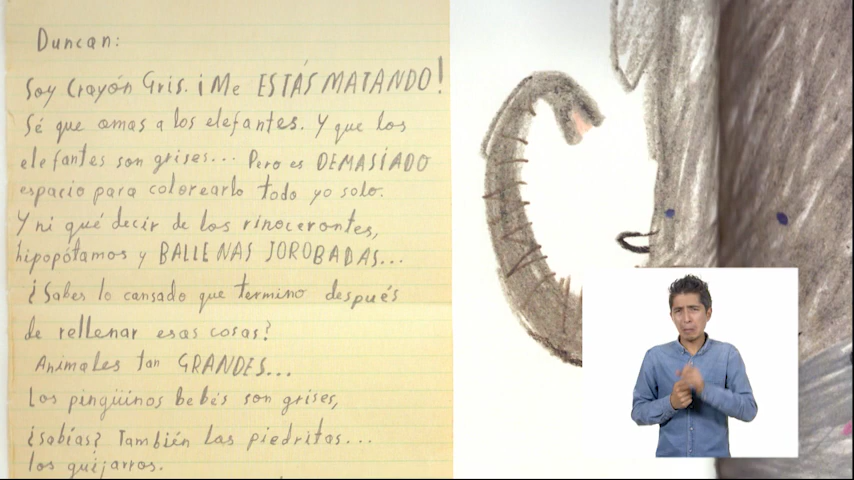 Duncan:
Soy Crayón Gris. ¡Me ESTÁS MATANDO!
Sé que amas a los elefantes. Y que los
elefantes son grises... Pero es DEMASIADO
espacio para colorearlo todo yo solo.
Y ni qué decir de los rinocerontes,
hipopótamos y BALLENAS JOROBADAS...
¿Sabes lo cansado que termino después
de rellenar esas cosas?
Animales tan GRANDES...
Los pingüinos bebés son grises,
¿sabías? También las piedritas...
los guijarros.